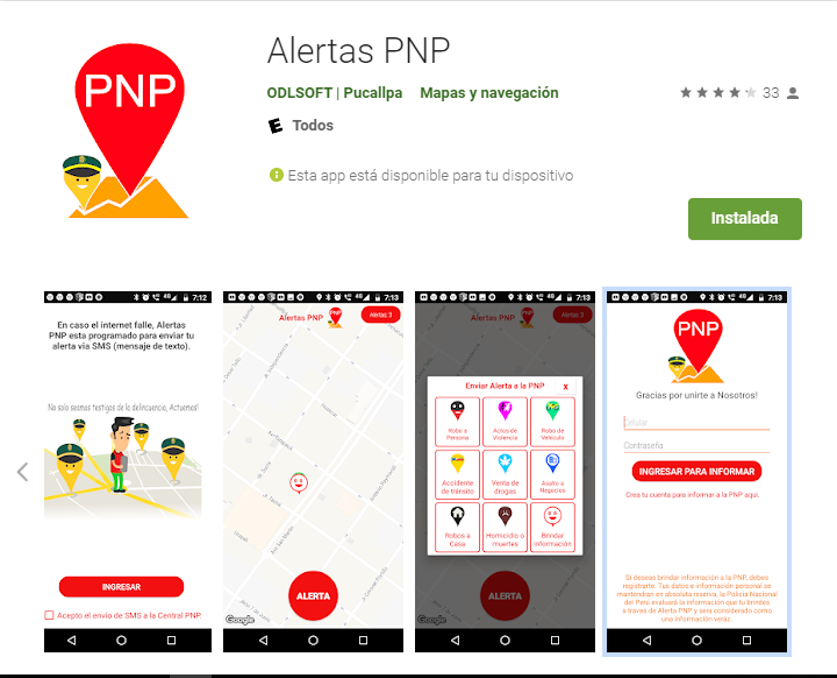 PNP
Alertas PNP
ODLSOFT | Pucallpa Mapas y navegación
33
E Todos
Esta app está disponible para tu dispositivo
Instalada
7:12
En caso el internet falle, Alertas
PNP esta programado para enviar tu
alerta via SMS (mensaje de texto).
No solo seamos testigos de la delincuencia, Actuemos!
INGRESAR
Acepto el envío de SMS a la Central PNP.
7:13
Alertas PNP
PNP
Alertas 3
ALERTA
Google
7:13
Alertas PNP
Alertas 3
Enviar Alerta a la PNP x
Robo a
Persona
Actos de
Violencia
Robo de
Vehículo
Accidente
de tránsito
Venta de
drogas
Asalto a
Negocios
Robos a
Casa
Homicidio o
muertes
Brindar
información
ALERTA
Google
7:13
PNP
Gracias por unirte a Nosotros!
Celular
Contraseña
INGRESAR PARA INFORMAR
Crea tu cuenta para informar a la PNP aqui.
Si deseas brindar información a la PNP, debes
registrarte. Tus datos e información personal se
mantendran en absoluta reserva, la Policía Nacional
del Perú evaluará la información que tu brindes
a traves de Alerta PNP y será considerado como
una información veráz.